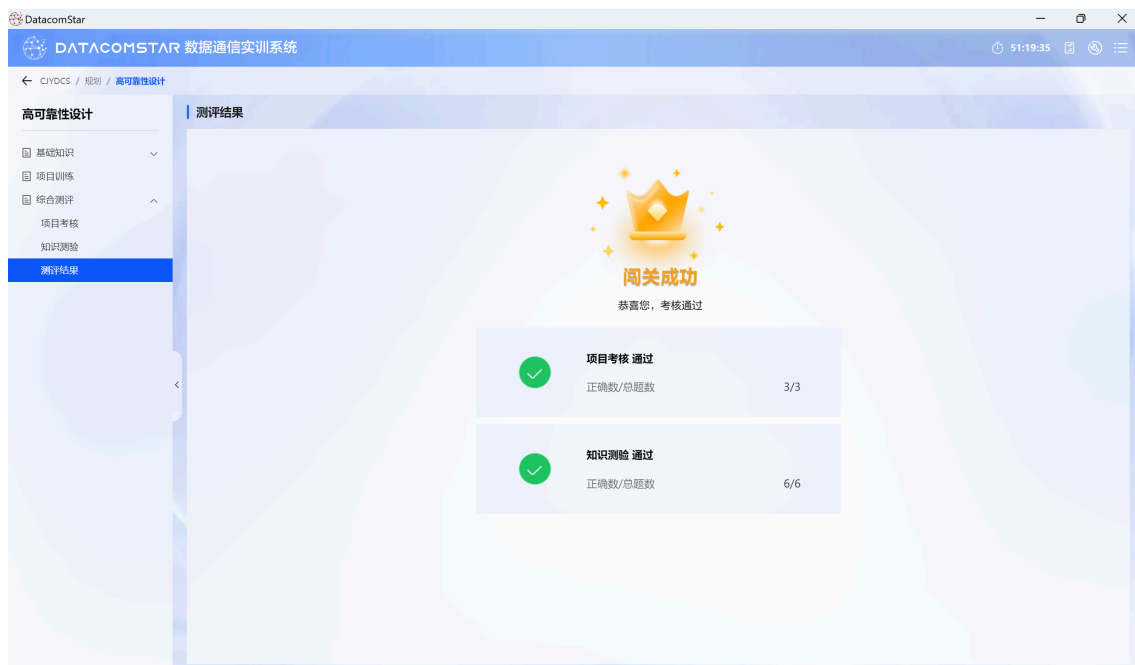 DatacomStar
DATACOMSTAR 数据通信实训系统
51:19:35
CJYDCS / 规划 / 高可靠性设计
高可靠性设计
测评结果
基础知识
项目训练
综合测评
项目考核
知识测验
测评结果
闯关成功
恭喜您，考核通过
项目考核 通过
正确数/总题数 3/3
知识测验 通过
正确数/总题数 6/6